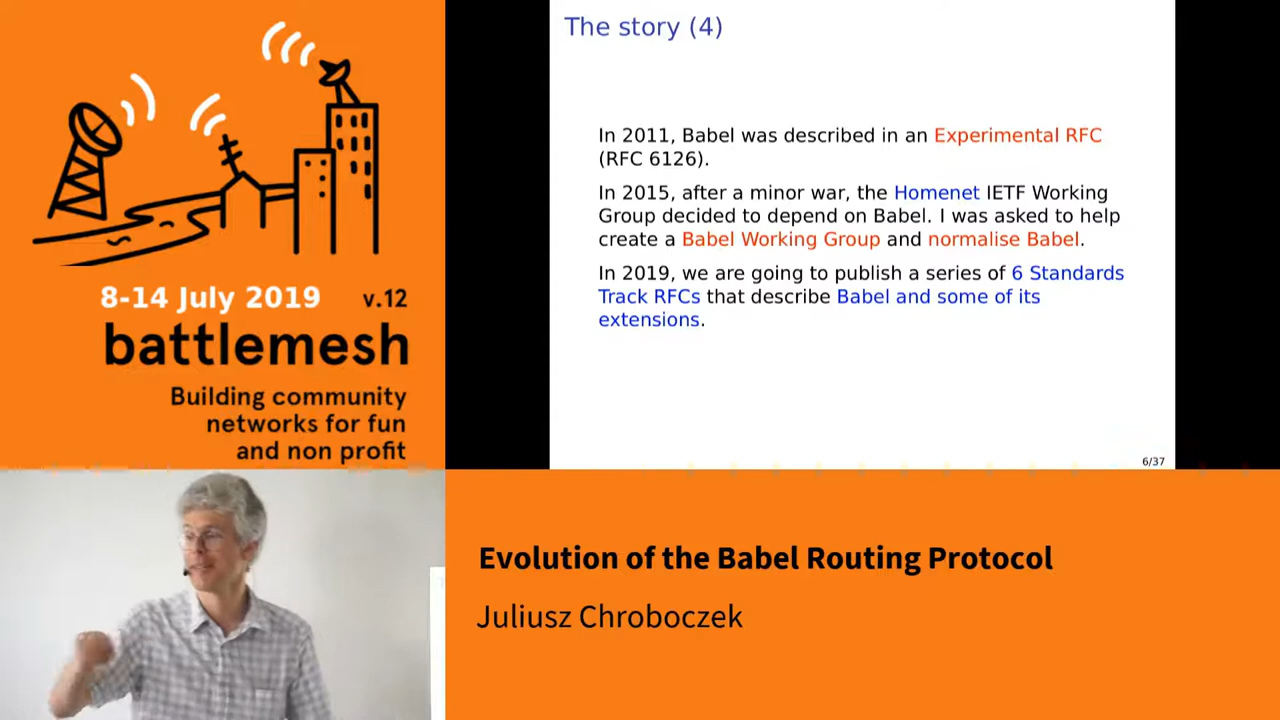 8-14 July 2019 v.12
battlemesh
Building community
networks for fun
and non profit
The story (4)
In 2011, Babel was described in an Experimental RFC
(RFC 6126).
In 2015, after a minor war, the Homenet IETF Working
Group decided to depend on Babel. I was asked to help
create a Babel Working Group and normalise Babel.
In 2019, we are going to publish a series of 6 Standards
Track RFCs that describe Babel and some of its
extensions.
6/37
Evolution of the Babel Routing Protocol
Juliusz Chroboczek